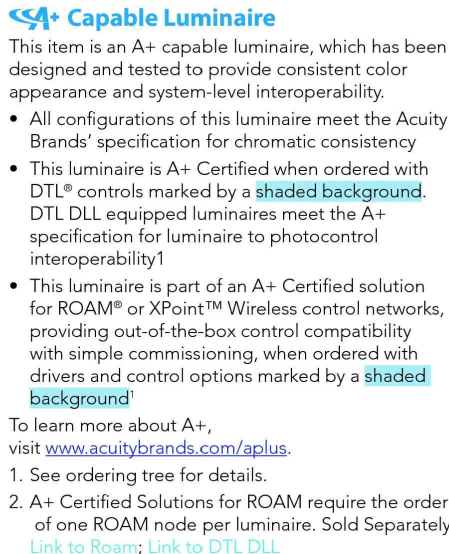 A+ Capable Luminaire
This item is an A+ capable luminaire, which has been
designed and tested to provide consistent color
appearance and system-level interoperability.
• All configurations of this luminaire meet the Acuity
Brands’ specification for chromatic consistency
• This luminaire is A+ Certified when ordered with
DTL® controls marked by a shaded background.
DTL DLL equipped luminaires meet the A+
specification for luminaire to photocontrol
interoperability1
• This luminaire is part of an A+ Certified solution
for ROAM® or XPoint™ Wireless control networks,
providing out-of-the-box control compatibility
with simple commissioning, when ordered with
drivers and control options marked by a shaded
background¹
To learn more about A+,
visit www.acuitybrands.com/aplus.
1. See ordering tree for details.
2. A+ Certified Solutions for ROAM require the order
of one ROAM node per luminaire. Sold Separately
Link to Roam; Link to DTL DLL